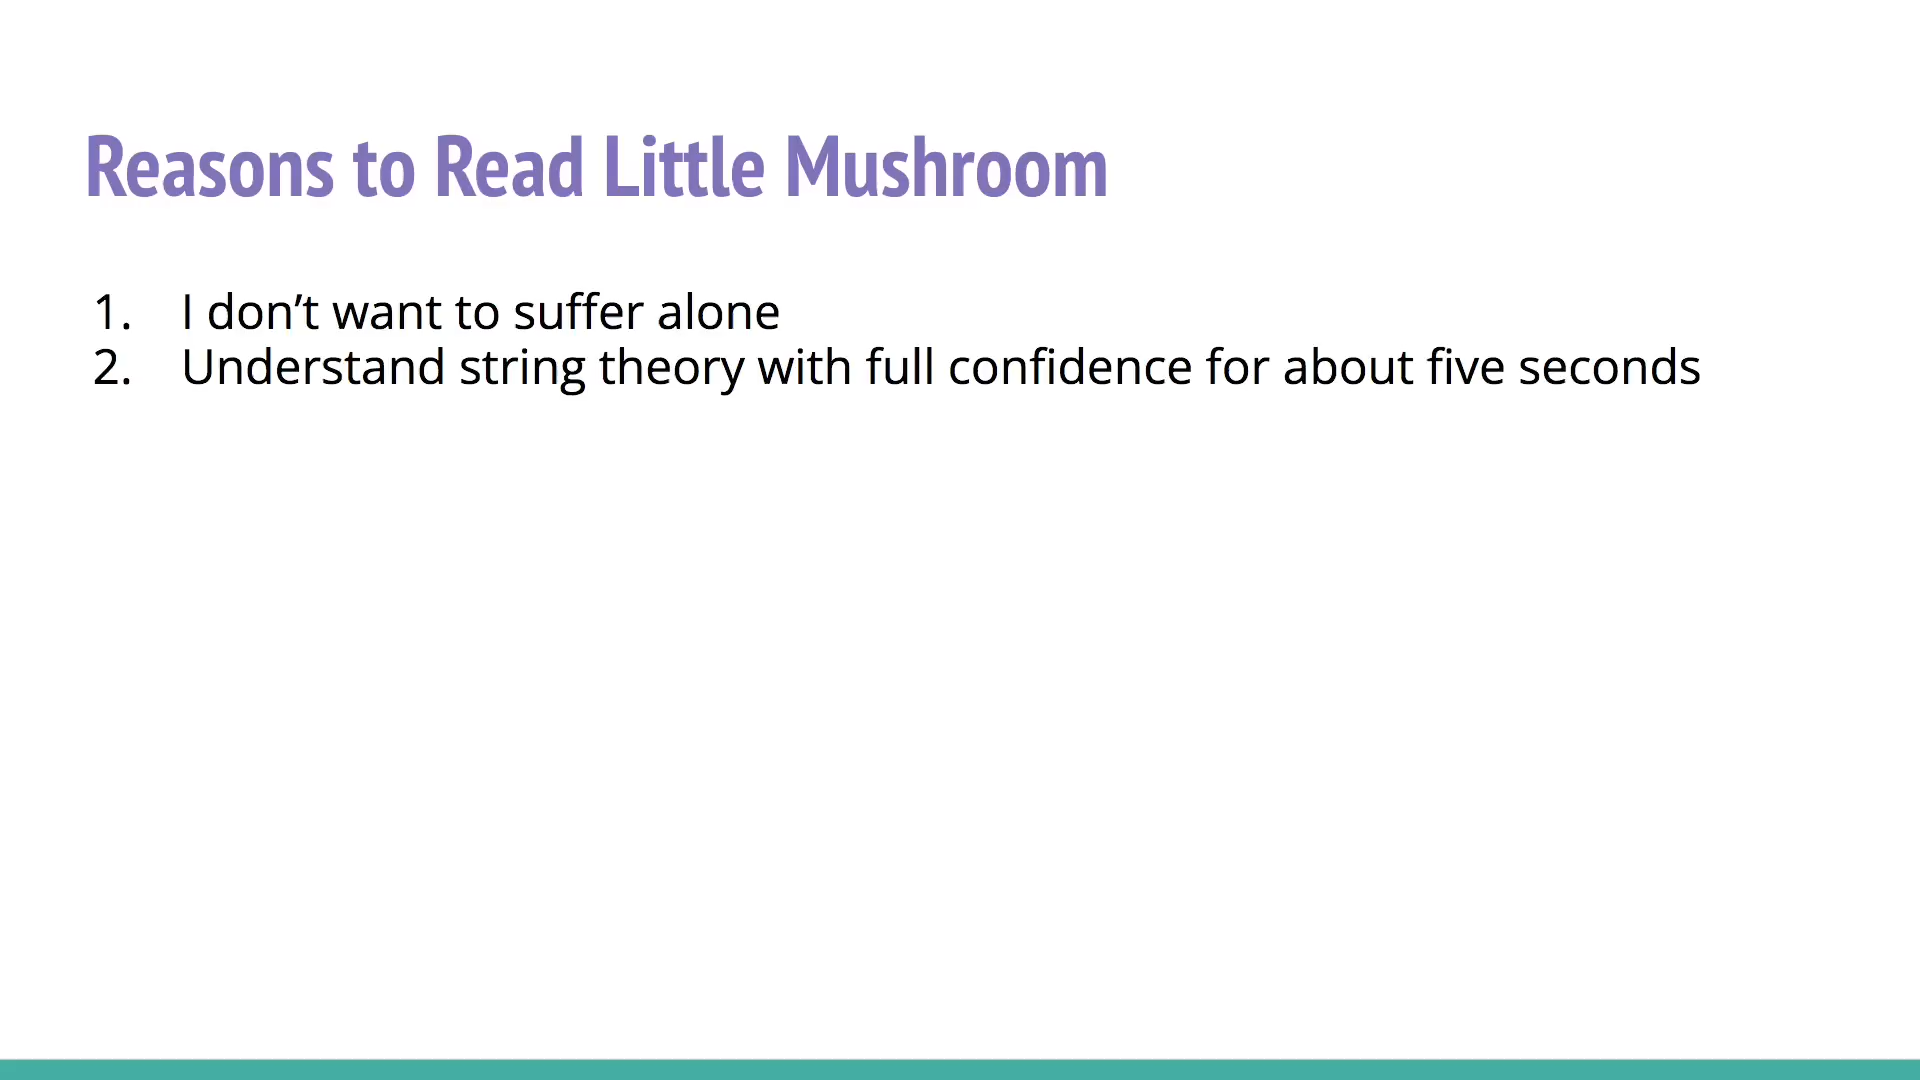 Reasons to Read Little Mushroom
1. I don’t want to suffer alone
2. Understand string theory with full confidence for about five seconds